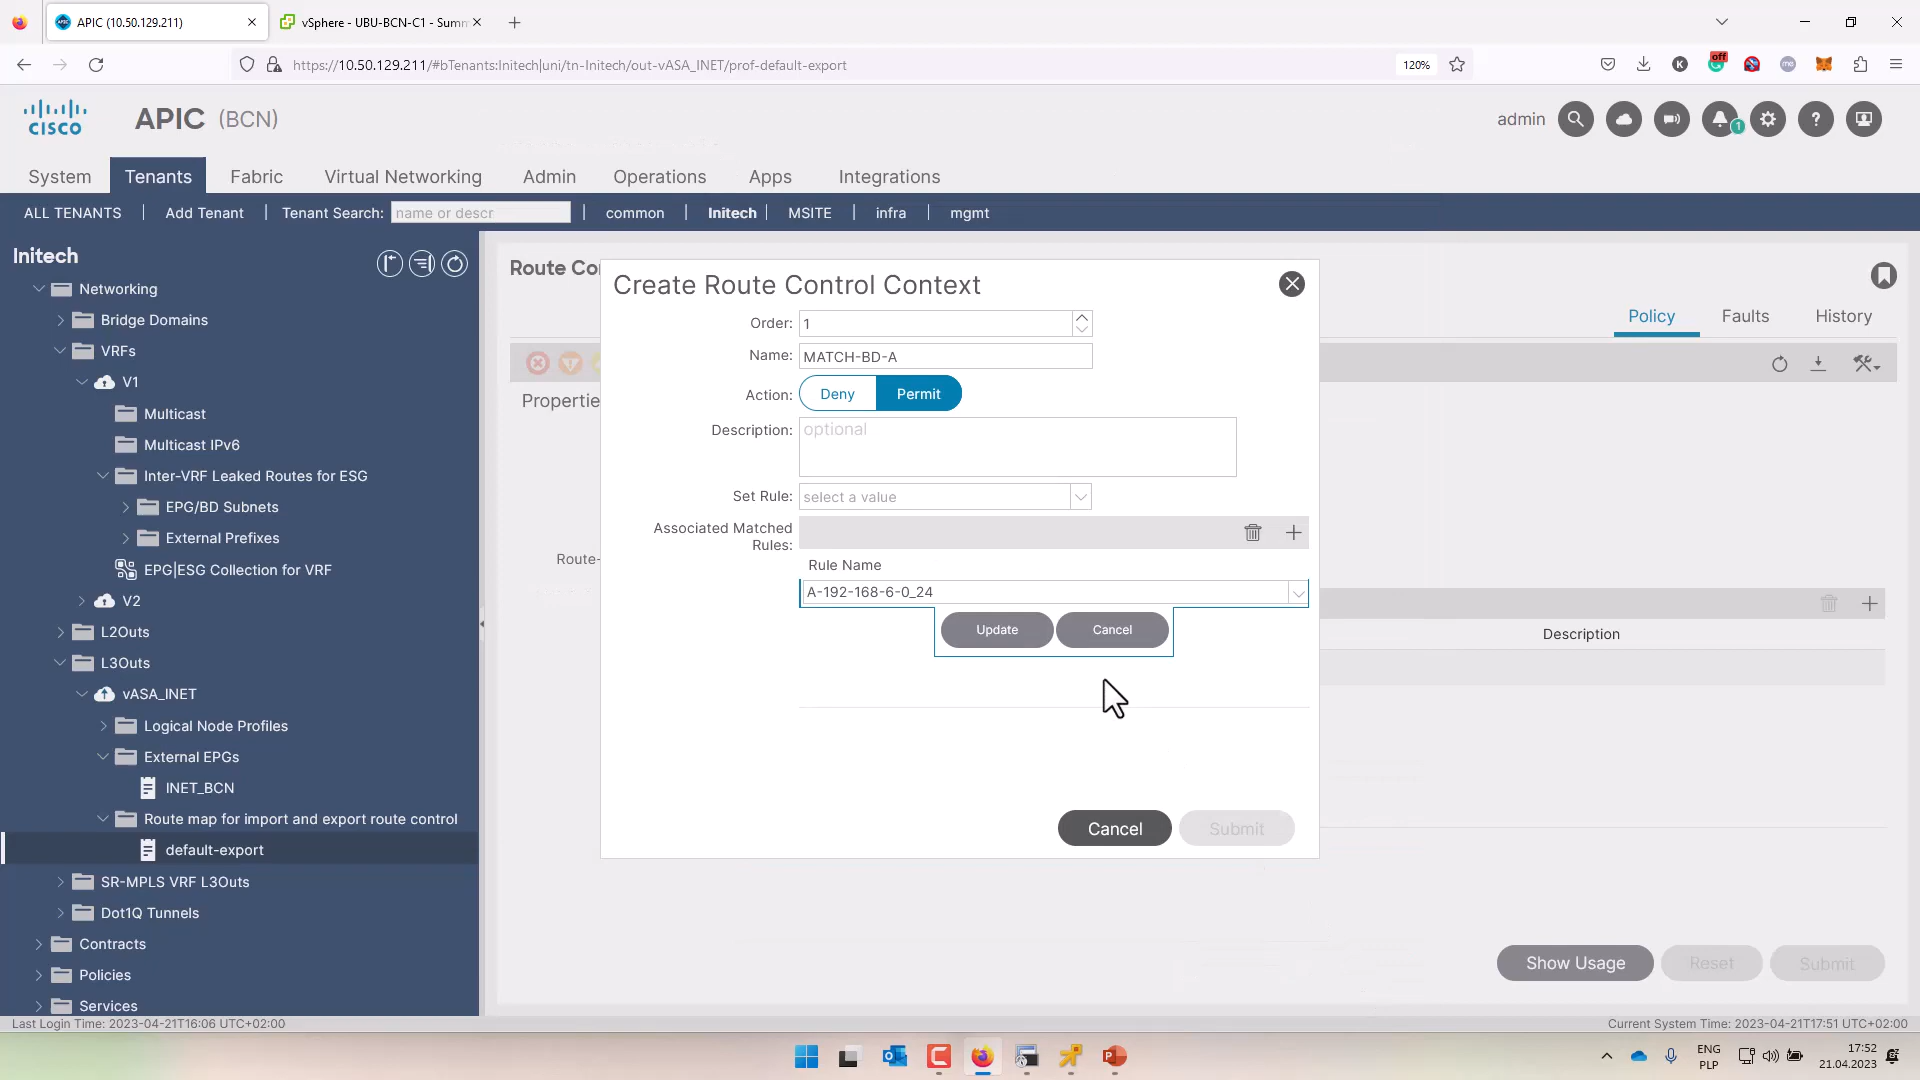 APIC (10.50.129.211)
vSphere - UBU-BCN-C1 - Summ
https://10.50.129.211/#bTenants:Initech|uni/tn-Initech/out-vASA_INET/prof-default-export
120%
off
CISCO
APIC (BCN)
admin
1
System
Tenants
Fabric
Virtual Networking
Admin
Operations
Apps
Integrations
ALL TENANTS | Add Tenant | Tenant Search: name or descr | common | Initech | MSITE | infra | mgmt
Initech
Networking
Bridge Domains
VRFs
V1
Multicast
Multicast IPv6
Inter-VRF Leaked Routes for ESG
EPG/BD Subnets
External Prefixes
EPG|ESG Collection for VRF
V2
L2Outs
L3Outs
vASA_INET
Logical Node Profiles
External EPGs
INET_BCN
Route map for import and export route control
default-export
SR-MPLS VRF L3Outs
Dot1Q Tunnels
Contracts
Policies
Services
Route Co
Policy
Faults
History
Propertie
Route-
Description
Create Route Control Context
Order: 1
Name: MATCH-BD-A
Action: Deny Permit
Description: optional
Set Rule: select a value
Associated Matched
Rules:
Rule Name
A-192-168-6-0_24
Update
Cancel
Cancel
Submit
Show Usage
Reset
Submit
Last Login Time: 2023-04-21T16:06 UTC+02:00
Current System Time: 2023-04-21T17:51 UTC+02:00
ENG
PLP
17:52
21.04.2023